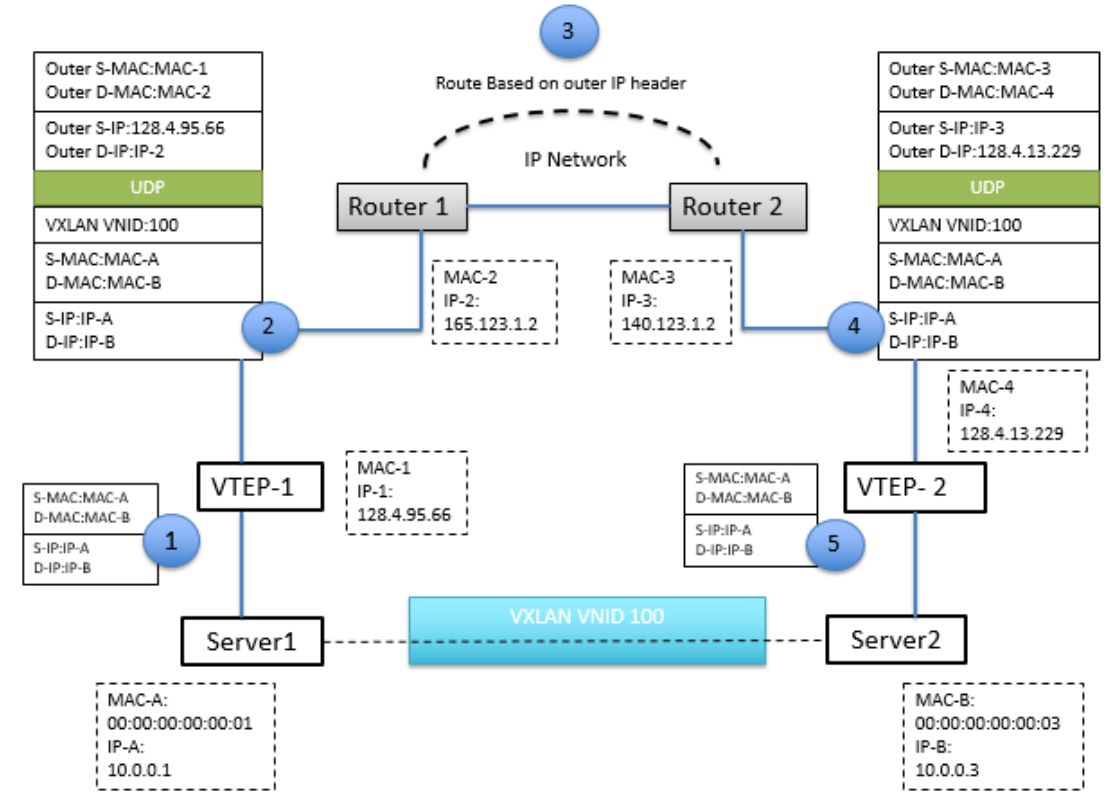 3
Route Based on outer IP header
IP Network
Outer S-MAC:MAC-1
Outer D-MAC:MAC-2
Outer S-IP:128.4.95.66
Outer D-IP:IP-2
UDP
VXLAN VNID:100
S-MAC:MAC-A
D-MAC:MAC-B
S-IP:IP-A
D-IP:IP-B
2
Router 1
Router 2
MAC-2
IP-2:
165.123.1.2
MAC-3
IP-3:
140.123.1.2
Outer S-MAC:MAC-3
Outer D-MAC:MAC-4
Outer S-IP:IP-3
Outer D-IP:128.4.13.229
UDP
VXLAN VNID:100
S-MAC:MAC-A
D-MAC:MAC-B
S-IP:IP-A
D-IP:IP-B
4
MAC-4
IP-4:
128.4.13.229
VTEP-1
MAC-1
IP-1:
128.4.95.66
S-MAC:MAC-A
D-MAC:MAC-B
S-IP:IP-A
D-IP:IP-B
1
S-MAC:MAC-A
D-MAC:MAC-B
S-IP:IP-A
D-IP:IP-B
5
VTEP- 2
Server1
VXLAN VNID 100
Server2
MAC-A:
00:00:00:00:00:01
IP-A:
10.0.0.1
MAC-B:
00:00:00:00:00:03
IP-B:
10.0.0.3